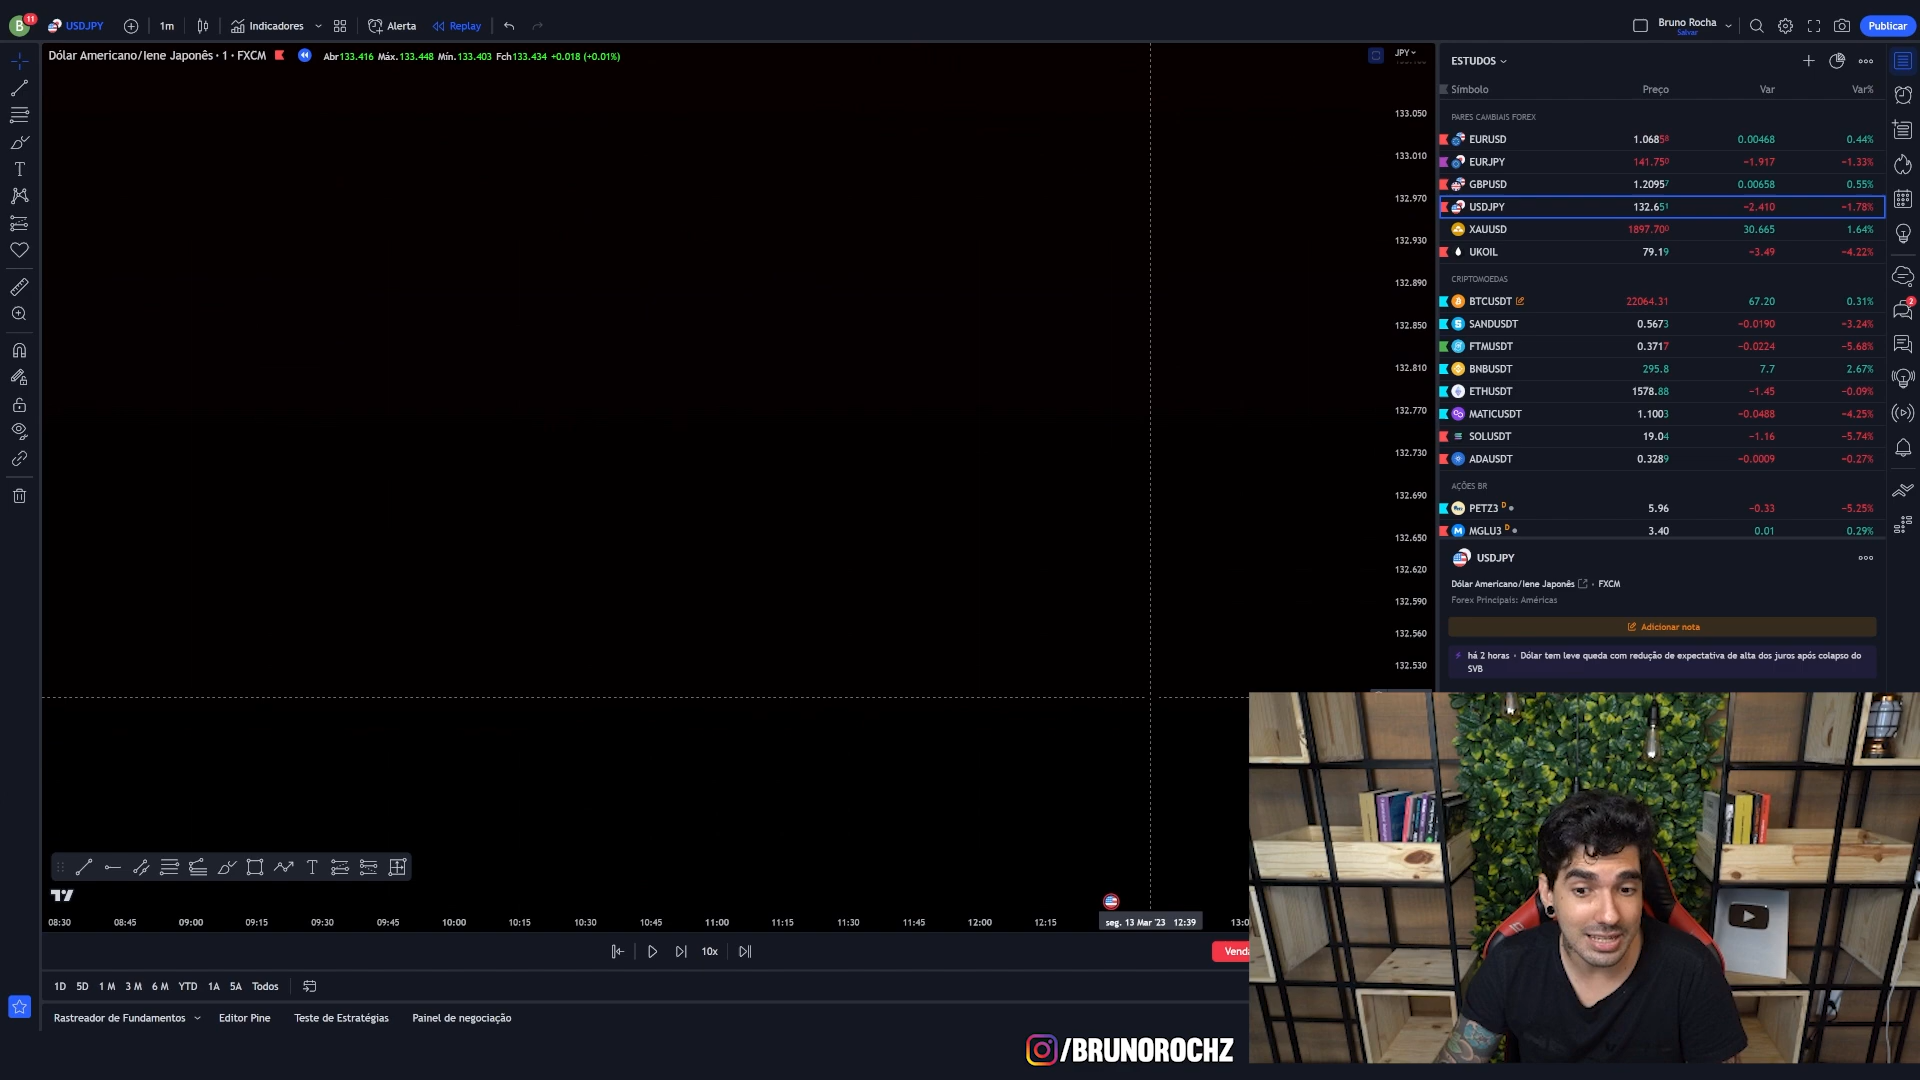 B 11 USDJPY 1m Indicadores Alerta Replay Bruno Rocha Salvar Publicar
Dólar Americano/Iene Japonês · 1 · FXCM Abr133.416 Máx.133.448 Mín.133.403 Fch133.434 +0.018 (+0.01%) JPY
133.050
133.010
132.970
132.930
132.890
132.850
132.810
132.770
132.730
132.690
132.650
132.620
132.590
132.560
132.530
08:30 08:45 09:00 09:15 09:30 09:45 10:00 10:15 10:30 10:45 11:00 11:15 11:30 11:45 12:00 12:15 seg. 13 Mar '23 12:39 13:0
10x Venda
1D 5D 1 M 3 M 6 M YTD 1A 5A Todos
Rastreador de Fundamentos Editor Pine Teste de Estratégias Painel de negociação
ESTUDOS
Símbolo Preço Var Var%
PARES CAMBIAIS FOREX
EURUSD 1.06858 0.00468 0.44%
EURJPY 141.750 −1.917 −1.33%
GBPUSD 1.20957 0.00658 0.55%
USDJPY 132.651 −2.410 −1.78%
XAUUSD 1897.700 30.665 1.64%
UKOIL 79.19 −3.49 −4.22%
CRIPTOMOEDAS
BTCUSDT 22064.31 67.20 0.31%
SANDUSDT 0.5673 −0.0190 −3.24%
FTMUSDT 0.3717 −0.0224 −5.68%
BNBUSDT 295.8 7.7 2.67%
ETHUSDT 1578.88 −1.45 −0.09%
MATICUSDT 1.1003 −0.0488 −4.25%
SOLUSDT 19.04 −1.16 −5.74%
ADAUSDT 0.3289 −0.0009 −0.27%
AÇÕES BR
PETZ3 D 5.96 −0.33 −5.25%
MGLU3 D 3.40 0.01 0.29%
2
USDJPY
Dólar Americano/Iene Japonês · FXCM
Forex Principais: Américas
Adicionar nota
há 2 horas · Dólar tem leve queda com redução de expectativa de alta dos juros após colapso do
SVB
/BRUNOROCHZ